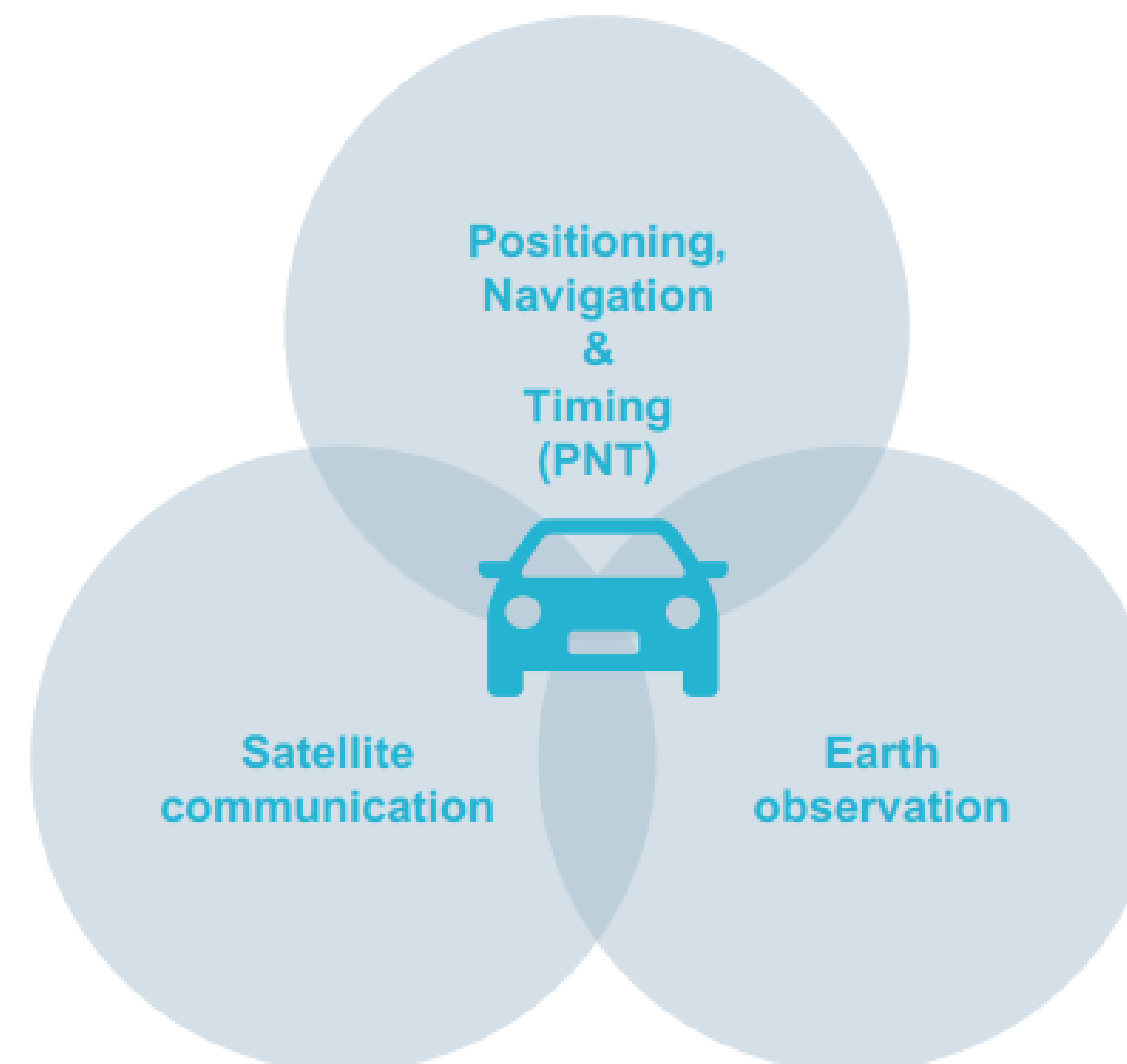 Positioning,
Navigation
&
Timing
(PNT)
Satellite
communication
Earth
observation